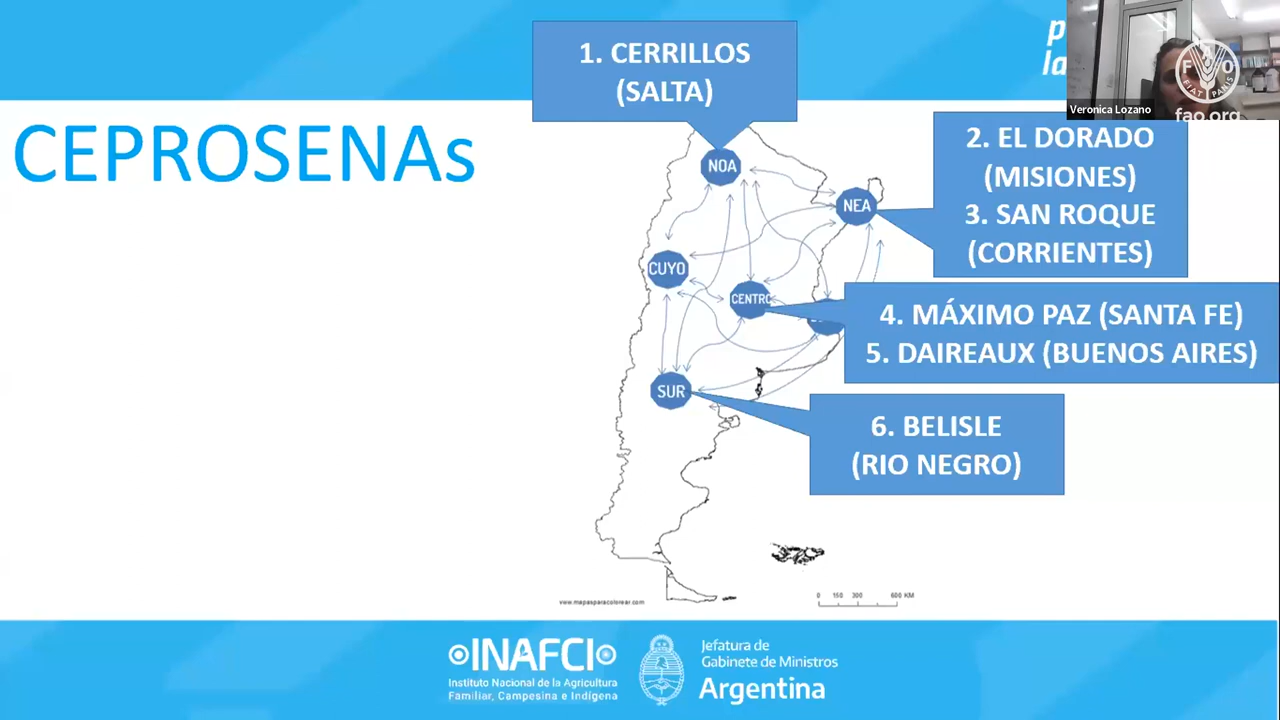 1. CERRILLOS
(SALTA)
Veronica Lozano
FAO
FIAT PANIS
fao.org
CEPROSENAs
2. EL DORADO
(MISIONES)
3. SAN ROQUE
(CORRIENTES)
NOA
NEA
CUYO
CENTRO
4. MÁXIMO PAZ (SANTA FE)
5. DAIREAUX (BUENOS AIRES)
SUR
6. BELISLE
(RIO NEGRO)
www.mapasparacolorear.com
0 150 300 600 KM
INAFCI
Instituto Nacional de la Agricultura
Familiar, Campesina e Indígena
Jefatura de
Gabinete de Ministros
Argentina